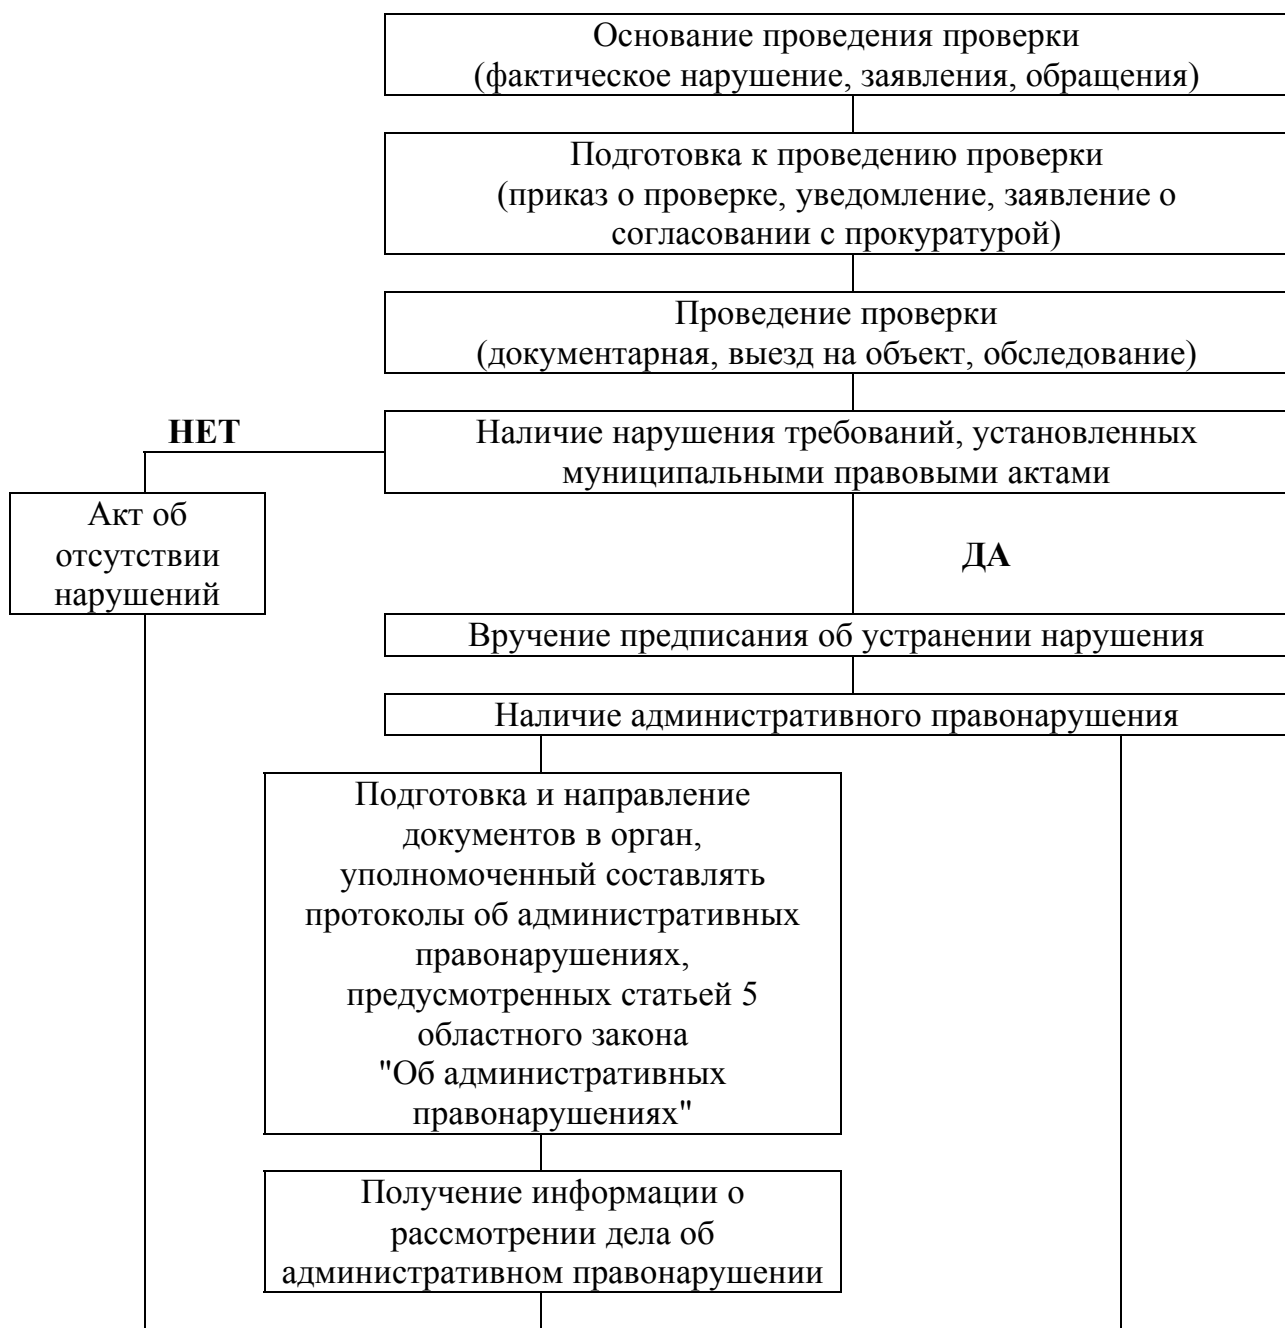 Основание проведения проверки
(фактическое нарушение, заявления, обращения)
Подготовка к проведению проверки
(приказ о проверке, уведомление, заявление о
согласовании с прокуратурой)
Проведение проверки
(документарная, выезд на объект, обследование)
НЕТ
Наличие нарушения требований, установленных
муниципальными правовыми актами
Акт об
отсутствии
нарушений
ДА
Вручение предписания об устранении нарушения
Наличие административного правонарушения
Подготовка и направление
документов в орган,
уполномоченный составлять
протоколы об административных
правонарушениях,
предусмотренных статьей 5
областного закона
"Об административных
правонарушениях"
Получение информации о
рассмотрении дела об
административном правонарушении